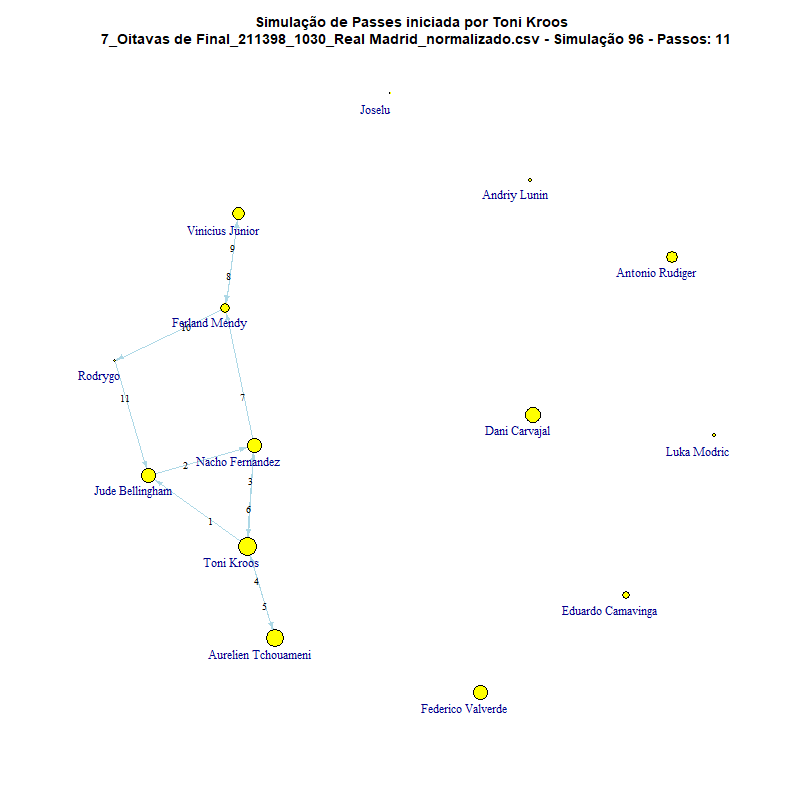 Simulação de Passes iniciada por Toni Kroos
7_Oitavas de Final_211398_1030_Real Madrid_normalizado.csv - Simulação 96 - Passos: 11
Joselu
Andriy Lunin
Vinicius Junior
9
Antonio Rudiger
8
Ferland Mendy
10
Rodrygo
7
11
Dani Carvajal
Luka Modric
Nacho Fernandez
2
3
Jude Bellingham
6
1
Toni Kroos
4
5
Eduardo Camavinga
Aurelien Tchouameni
Federico Valverde